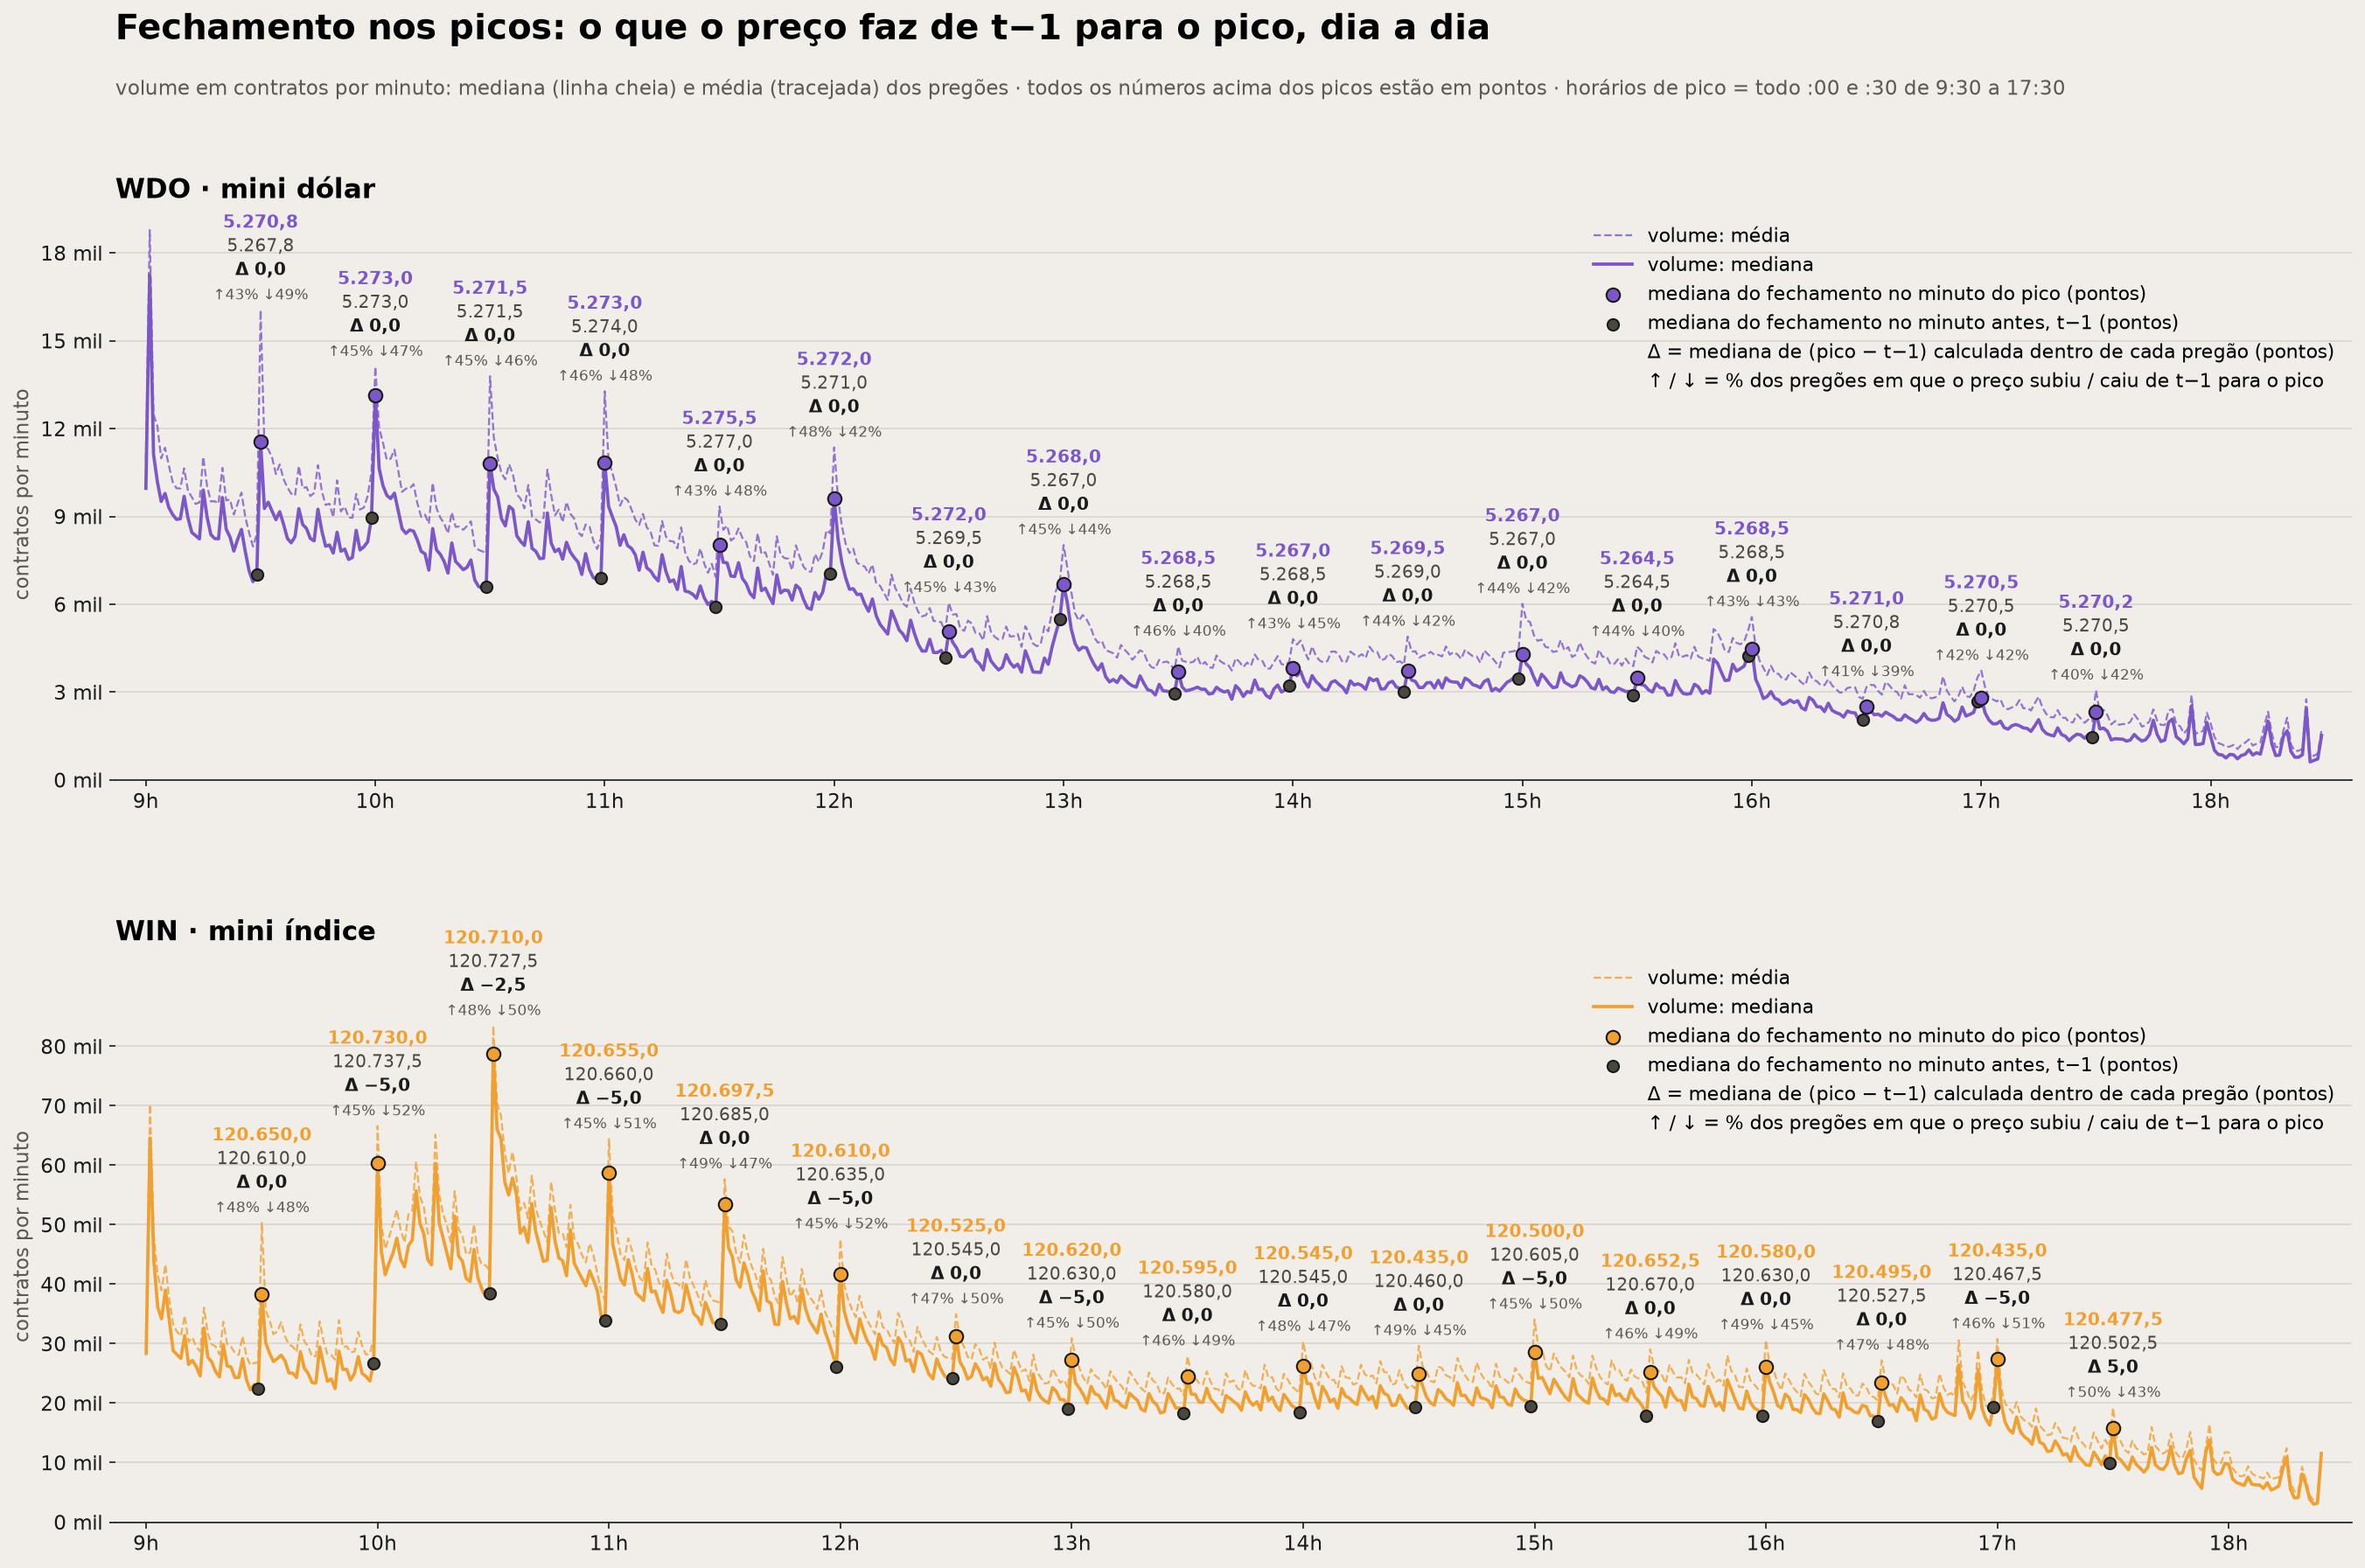 Fechamento nos picos: o que o preço faz de t−1 para o pico, dia a dia
volume em contratos por minuto: mediana (linha cheia) e média (tracejada) dos pregões · todos os números acima dos picos estão em pontos · horários de pico = todo :00 e :30 de 9:30 a 17:30
WDO · mini dólar
contratos por minuto
18 mil
15 mil
12 mil
9 mil
6 mil
3 mil
0 mil
5.270,8
5.267,8
Δ 0,0
↑43% ↓49%
5.273,0
5.273,0
Δ 0,0
↑45% ↓47%
5.271,5
5.271,5
Δ 0,0
↑45% ↓46%
5.273,0
5.274,0
Δ 0,0
↑46% ↓48%
5.275,5
5.277,0
Δ 0,0
↑43% ↓48%
5.272,0
5.271,0
Δ 0,0
↑48% ↓42%
5.272,0
5.269,5
Δ 0,0
↑45% ↓43%
5.268,0
5.267,0
Δ 0,0
↑45% ↓44%
5.268,5
5.268,5
Δ 0,0
↑46% ↓40%
5.267,0
5.268,5
Δ 0,0
↑43% ↓45%
5.269,5
5.269,0
Δ 0,0
↑44% ↓42%
5.267,0
5.267,0
Δ 0,0
↑44% ↓42%
5.264,5
5.264,5
Δ 0,0
↑44% ↓40%
5.268,5
5.268,5
Δ 0,0
↑43% ↓43%
5.271,0
5.270,8
Δ 0,0
↑41% ↓39%
5.270,5
5.270,5
Δ 0,0
↑42% ↓42%
5.270,2
5.270,5
Δ 0,0
↑40% ↓42%
volume: média
volume: mediana
mediana do fechamento no minuto do pico (pontos)
mediana do fechamento no minuto antes, t−1 (pontos)
Δ = mediana de (pico − t−1) calculada dentro de cada pregão (pontos)
↑ / ↓ = % dos pregões em que o preço subiu / caiu de t−1 para o pico
9h
10h
11h
12h
13h
14h
15h
16h
17h
18h
WIN · mini índice
contratos por minuto
80 mil
70 mil
60 mil
50 mil
40 mil
30 mil
20 mil
10 mil
0 mil
120.650,0
120.610,0
Δ 0,0
↑48% ↓48%
120.730,0
120.737,5
Δ −5,0
↑45% ↓52%
120.710,0
120.727,5
Δ −2,5
↑48% ↓50%
120.655,0
120.660,0
Δ −5,0
↑45% ↓51%
120.697,5
120.685,0
Δ 0,0
↑49% ↓47%
120.610,0
120.635,0
Δ −5,0
↑45% ↓52%
120.525,0
120.545,0
Δ 0,0
↑47% ↓50%
120.620,0
120.630,0
Δ −5,0
↑45% ↓50%
120.595,0
120.580,0
Δ 0,0
↑46% ↓49%
120.545,0
120.545,0
Δ 0,0
↑48% ↓47%
120.435,0
120.460,0
Δ 0,0
↑49% ↓45%
120.500,0
120.605,0
Δ −5,0
↑45% ↓50%
120.652,5
120.670,0
Δ 0,0
↑46% ↓49%
120.580,0
120.630,0
Δ 0,0
↑49% ↓45%
120.495,0
120.527,5
Δ 0,0
↑47% ↓48%
120.435,0
120.467,5
Δ −5,0
↑46% ↓51%
120.477,5
120.502,5
Δ 5,0
↑50% ↓43%
volume: média
volume: mediana
mediana do fechamento no minuto do pico (pontos)
mediana do fechamento no minuto antes, t−1 (pontos)
Δ = mediana de (pico − t−1) calculada dentro de cada pregão (pontos)
↑ / ↓ = % dos pregões em que o preço subiu / caiu de t−1 para o pico
9h
10h
11h
12h
13h
14h
15h
16h
17h
18h